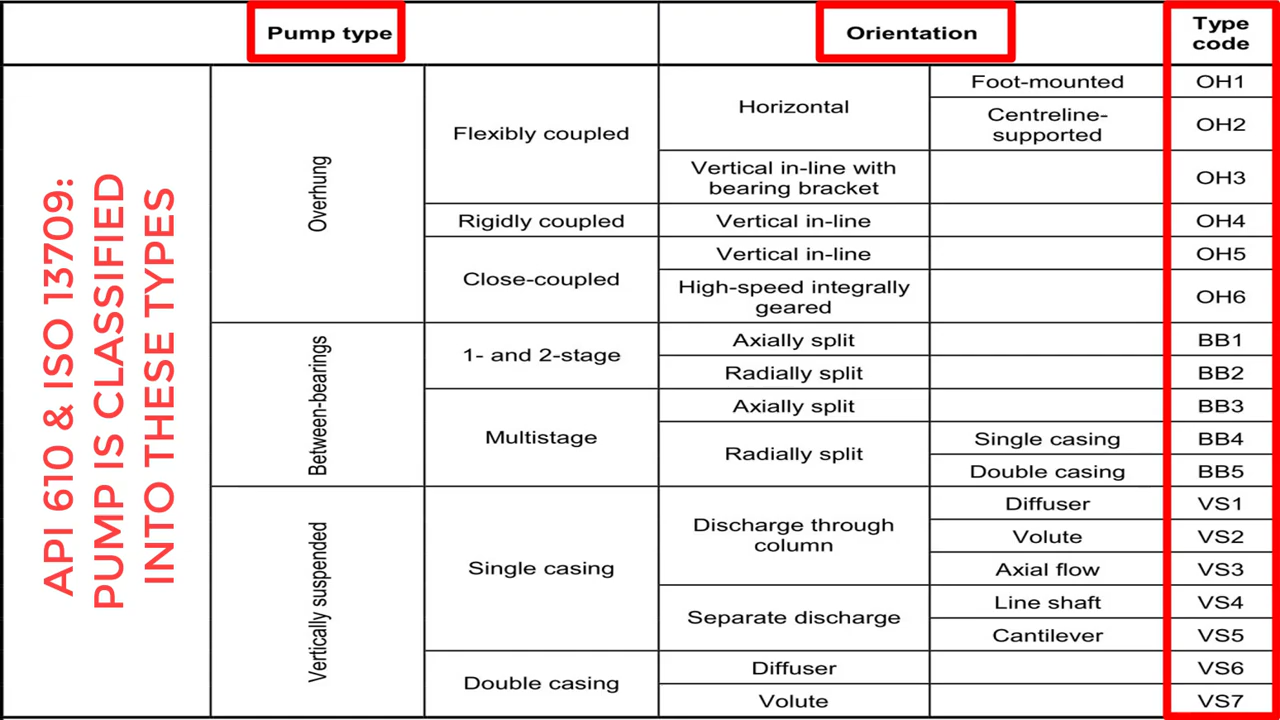 Pump type
Orientation
Type
code
API 610 & ISO 13709:
PUMP IS CLASSIFIED
INTO THESE TYPES
Overhung
Flexibly coupled
Horizontal
Foot-mounted
OH1
Centreline-
supported
OH2
Vertical in-line with
bearing bracket
OH3
Rigidly coupled
Vertical in-line
OH4
Close-coupled
Vertical in-line
OH5
High-speed integrally
geared
OH6
Between-bearings
1- and 2-stage
Axially split
BB1
Radially split
BB2
Multistage
Axially split
BB3
Radially split
Single casing
BB4
Double casing
BB5
Vertically suspended
Single casing
Discharge through
column
Diffuser
VS1
Volute
VS2
Axial flow
VS3
Separate discharge
Line shaft
VS4
Cantilever
VS5
Double casing
Diffuser
VS6
Volute
VS7